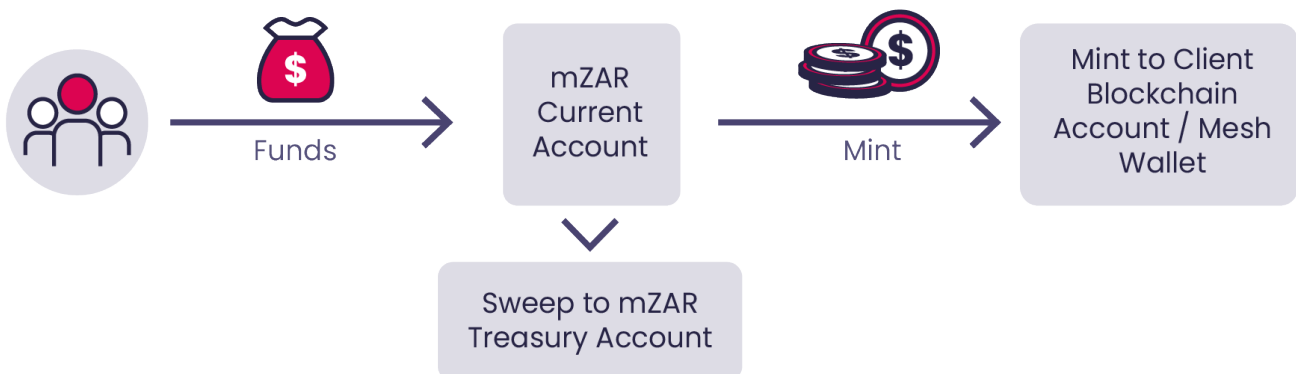 $
$
Funds
mZAR
Current
Account
Mint
Mint to Client
Blockchain
Account / Mesh
Wallet
Sweep to mZAR
Treasury Account